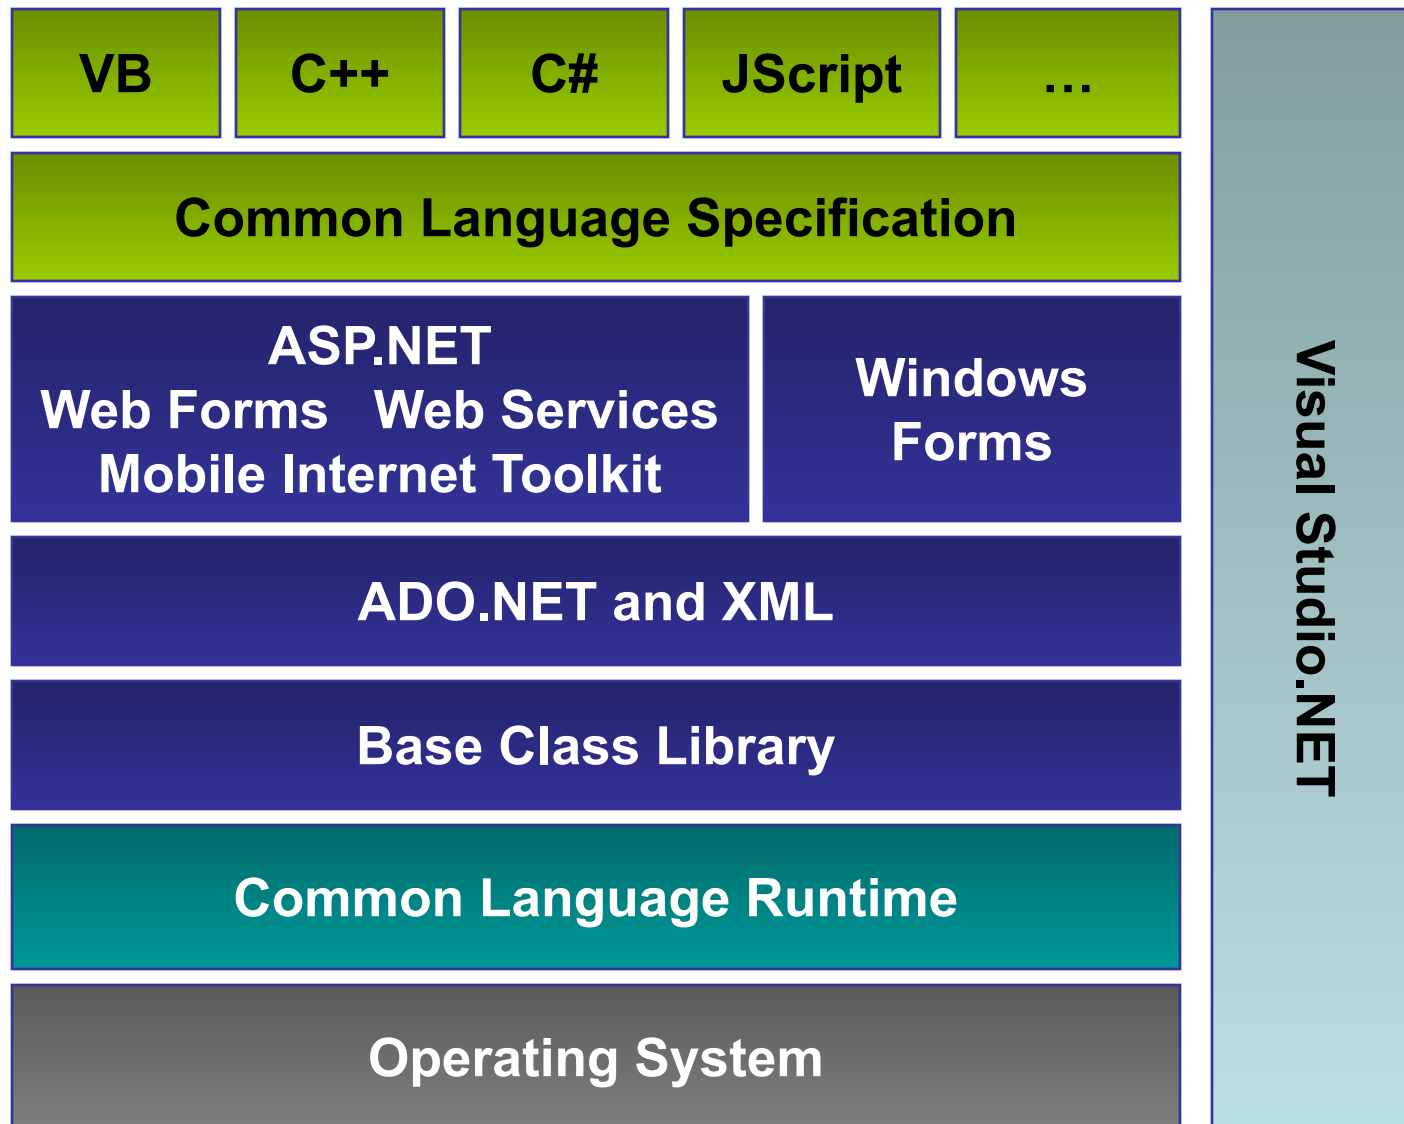 VB
C++
C#
JScript
…
Common Language Specification
ASP.NET
Web Forms Web Services
Mobile Internet Toolkit
Windows
Forms
ADO.NET and XML
Base Class Library
Common Language Runtime
Operating System
Visual Studio.NET